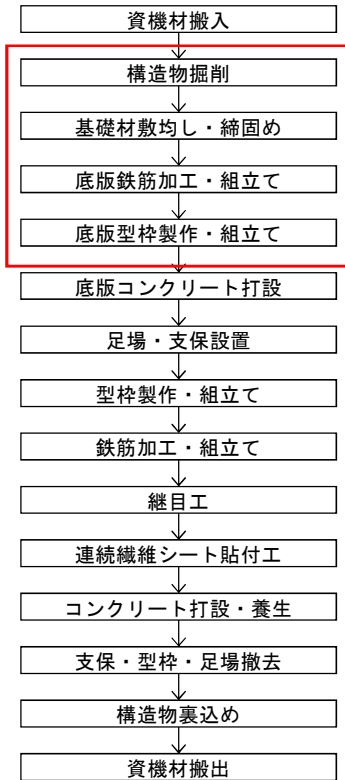 資機材搬入
構造物掘削
基礎材敷均し・締固め
底版鉄筋加工・組立て
底版型枠製作・組立て
底版コンクリート打設
足場・支保設置
型枠製作・組立て
鉄筋加工・組立て
継目工
連続繊維シート貼付工
コンクリート打設・養生
支保・型枠・足場撤去
構造物裏込め
資機材搬出